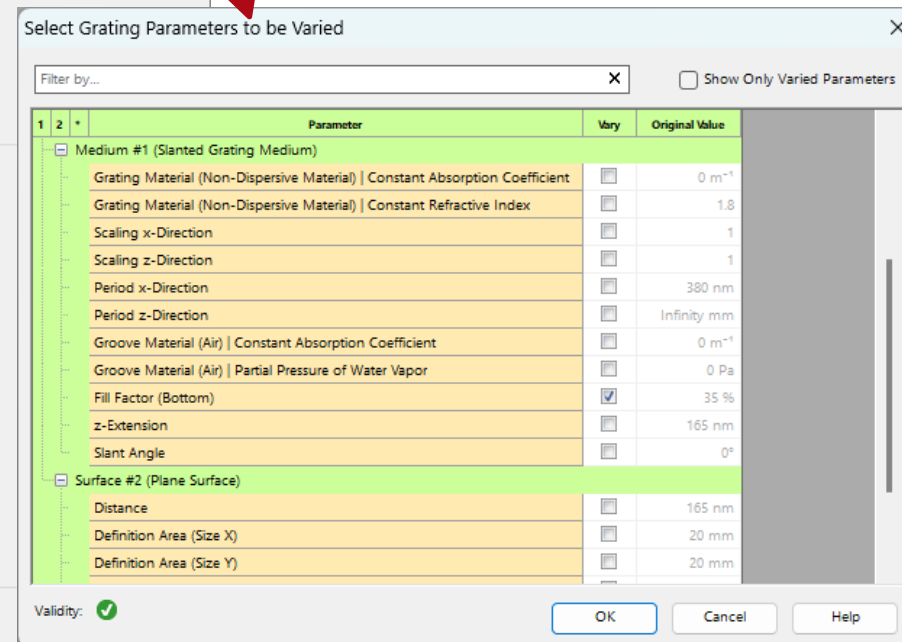 Select Grating Parameters to be Varied
Filter by...
Show Only Varied Parameters
1 2 * Parameter Vary Original Value
Medium #1 (Slanted Grating Medium)
Grating Material (Non-Dispersive Material) | Constant Absorption Coefficient 0 m⁻¹
Grating Material (Non-Dispersive Material) | Constant Refractive Index 1.8
Scaling x-Direction 1
Scaling z-Direction 1
Period x-Direction 380 nm
Period z-Direction Infinity mm
Groove Material (Air) | Constant Absorption Coefficient 0 m⁻¹
Groove Material (Air) | Partial Pressure of Water Vapor 0 Pa
Fill Factor (Bottom) 35 %
z-Extension 165 nm
Slant Angle 0°
Surface #2 (Plane Surface)
Distance 165 nm
Definition Area (Size X) 20 mm
Definition Area (Size Y) 20 mm
Validity:
OK Cancel Help